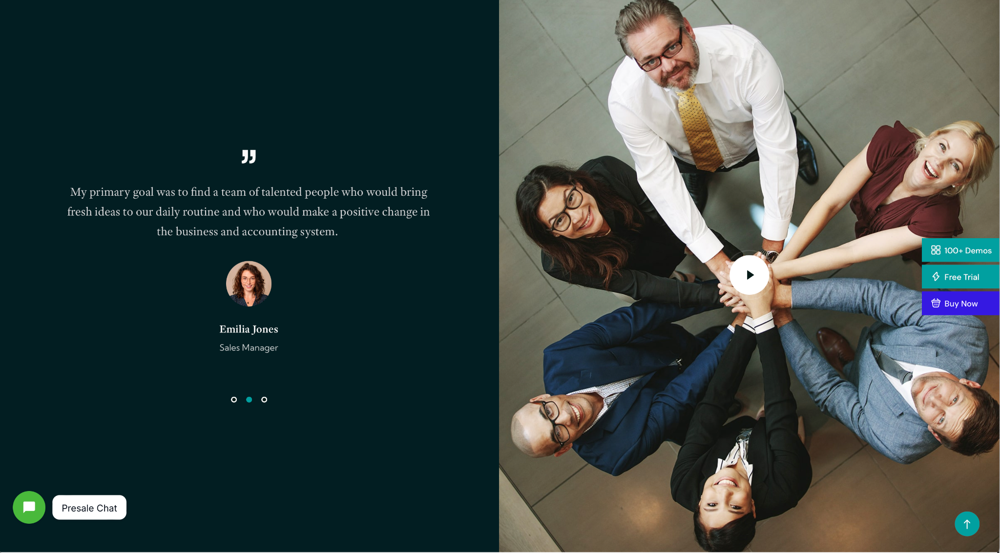 ”
My primary goal was to find a team of talented people who would bring
fresh ideas to our daily routine and who would make a positive change in
the business and accounting system.
Emilia Jones
Sales Manager
100+ Demos
Free Trial
Buy Now
Presale Chat